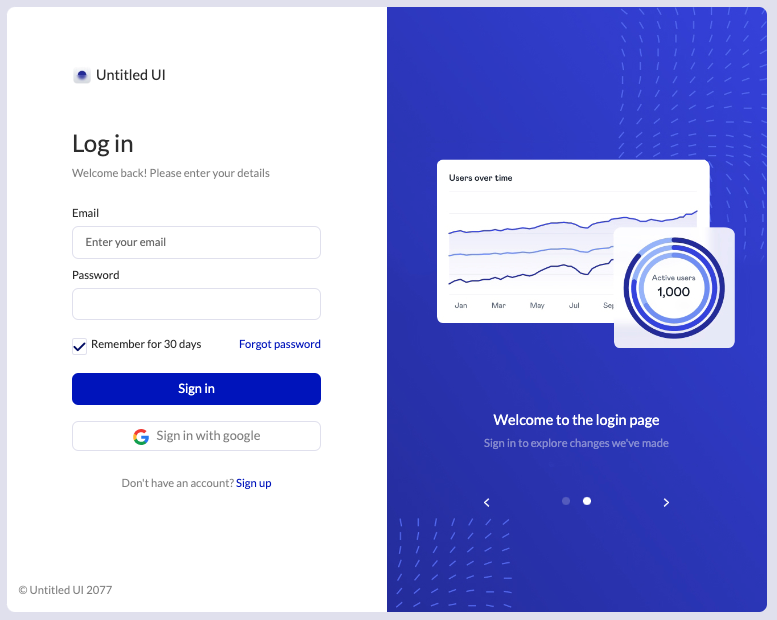 Untitled UI
Log in
Welcome back! Please enter your details
Email
Enter your email
Password
Remember for 30 days
Forgot password
Sign in
Sign in with google
Don't have an account? Sign up
© Untitled UI 2077
Users over time
Jan Mar May Jul
Active users
1,000
Welcome to the login page
Sign in to explore changes we've made